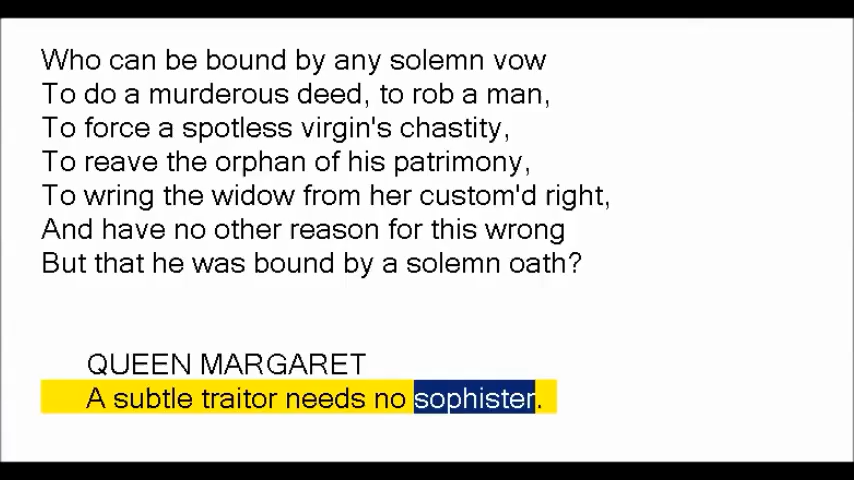 Who can be bound by any solemn vow
To do a murderous deed, to rob a man,
To force a spotless virgin's chastity,
To reave the orphan of his patrimony,
To wring the widow from her custom'd right,
And have no other reason for this wrong
But that he was bound by a solemn oath?
QUEEN MARGARET
A subtle traitor needs no sophister.